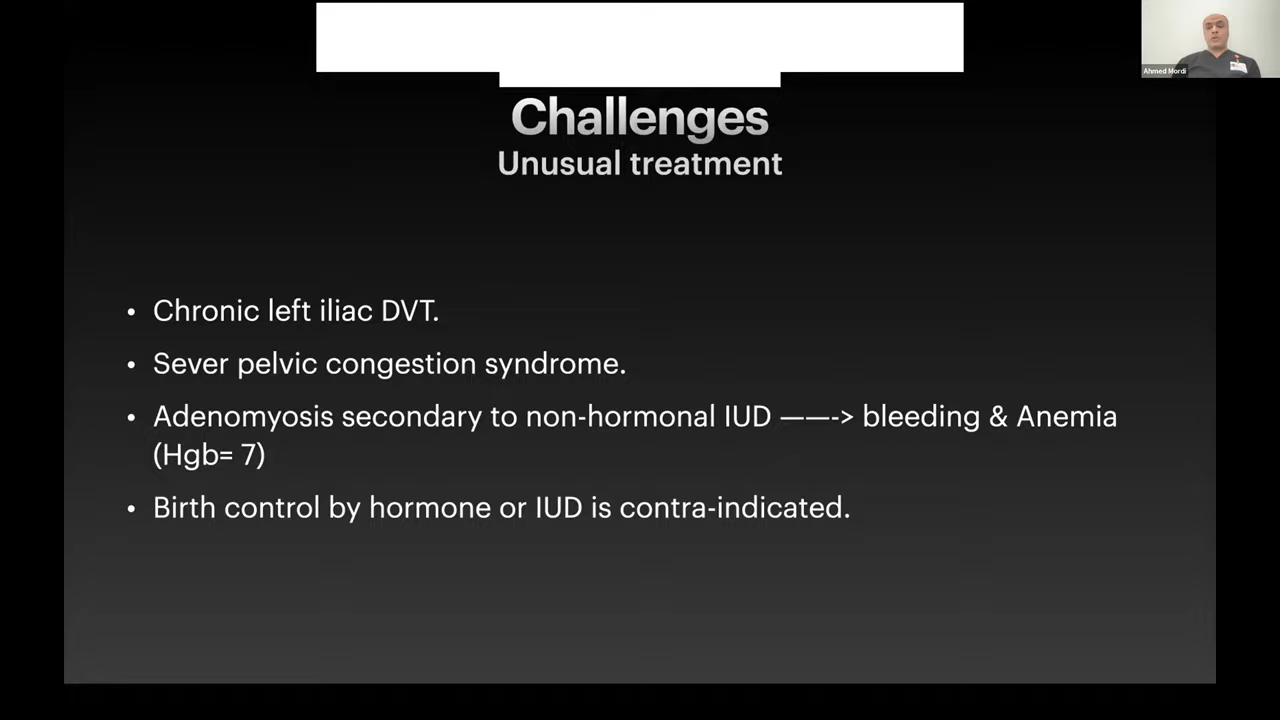 Ahmed Mordi
Challenges
Unusual treatment
• Chronic left iliac DVT.
• Sever pelvic congestion syndrome.
• Adenomyosis secondary to non-hormonal IUD ———-> bleeding & Anemia
(Hgb= 7)
• Birth control by hormone or IUD is contra-indicated.